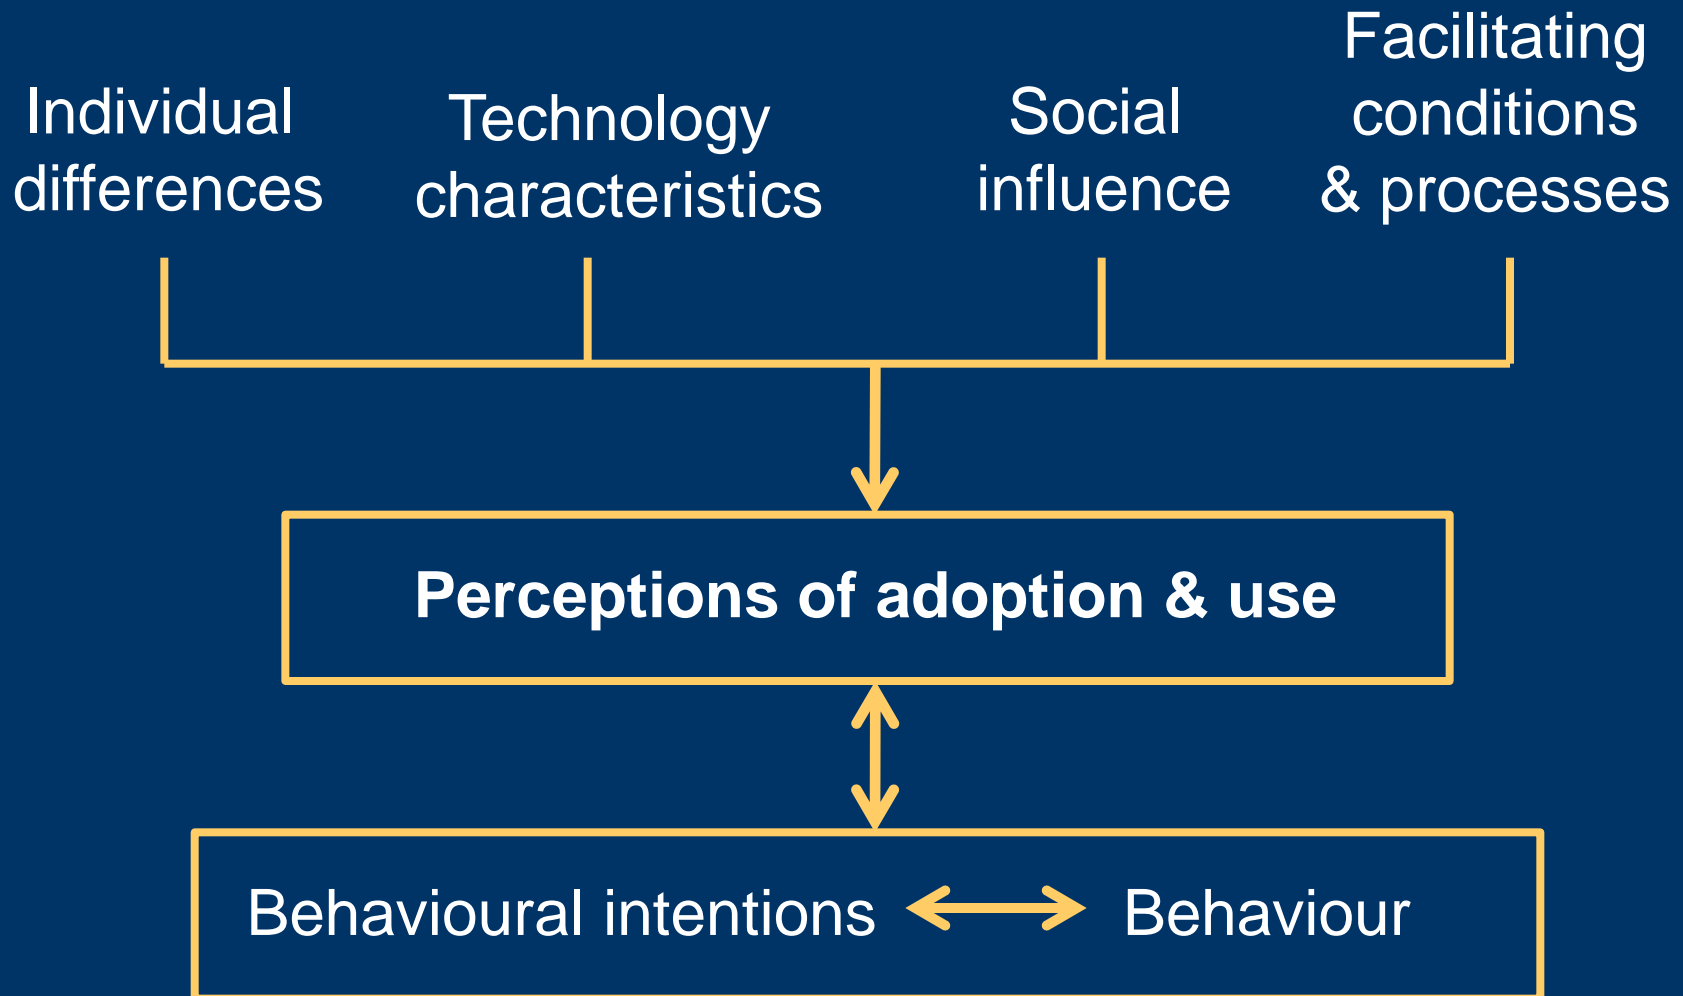 Individual
differences
Technology
characteristics
Social
influence
Facilitating
conditions
& processes
Perceptions of adoption & use
Behavioural intentions
Behaviour